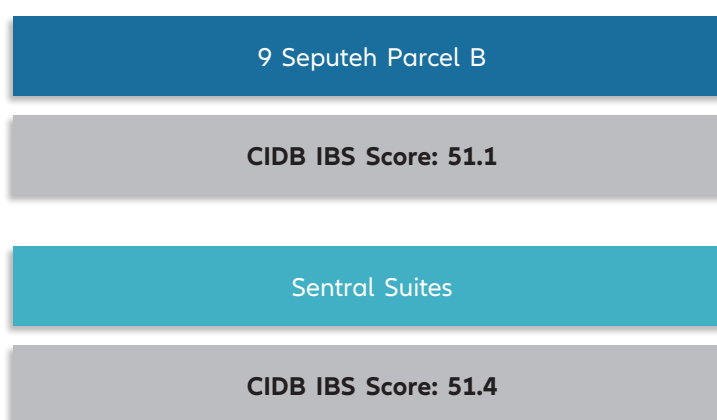 9 Seputeh Parcel B
CIDB IBS Score: 51.1
Sentral Suites
CIDB IBS Score: 51.4